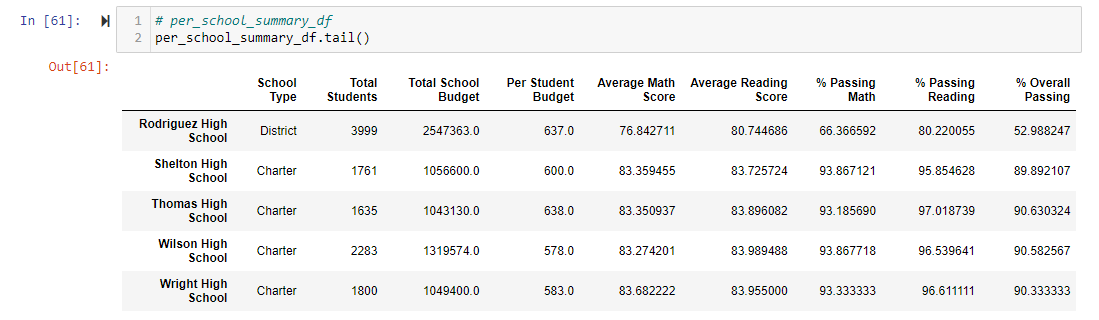 In [61]:
1 # per_school_summary_df
2 per_school_summary_df.tail()
Out[61]:
School Type Total Students Total School Budget Per Student Budget Average Math Score Average Reading Score % Passing Math % Passing Reading % Overall Passing
Rodriguez High School District 3999 2547363.0 637.0 76.842711 80.744686 66.366592 80.220055 52.988247
Shelton High School Charter 1761 1056600.0 600.0 83.359455 83.725724 93.867121 95.854628 89.892107
Thomas High School Charter 1635 1043130.0 638.0 83.350937 83.896082 93.185690 97.018739 90.630324
Wilson High School Charter 2283 1319574.0 578.0 83.274201 83.989488 93.867718 96.539641 90.582567
Wright High School Charter 1800 1049400.0 583.0 83.682222 83.955000 93.333333 96.611111 90.333333